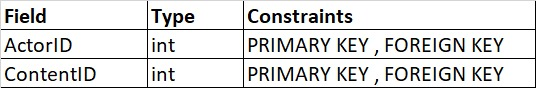 Field Type Constraints
ActorID int PRIMARY KEY , FOREIGN KEY
ContentID int PRIMARY KEY , FOREIGN KEY